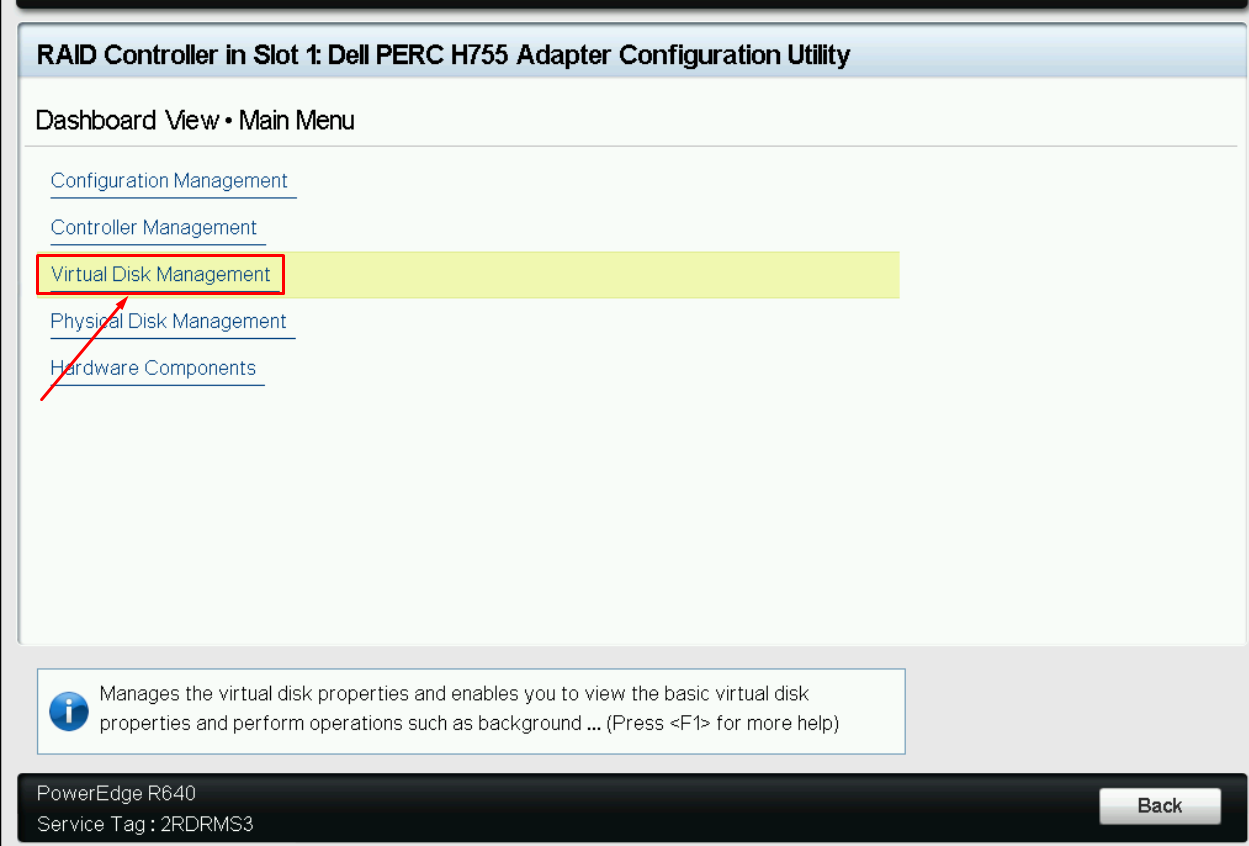 RAID Controller in Slot 1: Dell PERC H755 Adapter Configuration Utility
Dashboard View • Main Menu
Configuration Management
Controller Management
Virtual Disk Management
Physical Disk Management
Hardware Components
Manages the virtual disk properties and enables you to view the basic virtual disk
properties and perform operations such as background ... (Press <F1> for more help)
PowerEdge R640
Service Tag : 2RDRMS3
Back